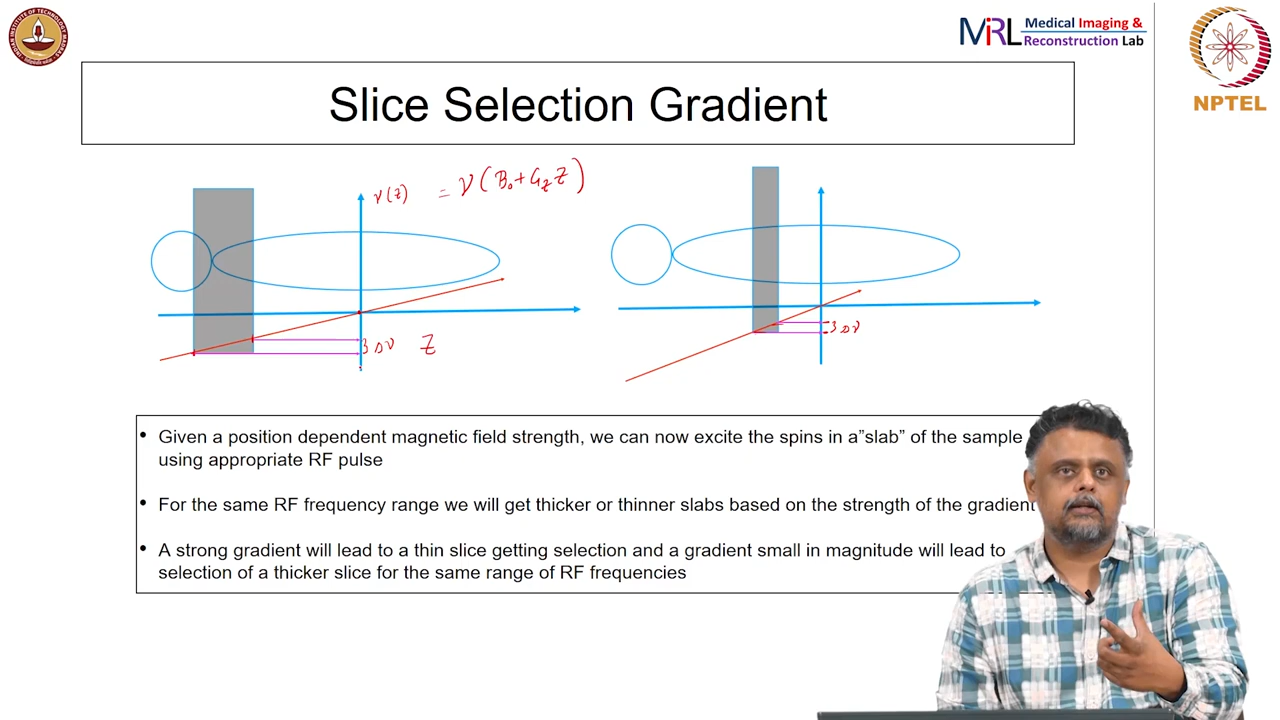 MIRL Medical Imaging &
Reconstruction Lab
NPTEL
Slice Selection Gradient
ν(z) = γ(B₀ + G_z z)
Δν
z
Δν
• Given a position dependent magnetic field strength, we can now excite the spins in a”slab” of the sample
using appropriate RF pulse
• For the same RF frequency range we will get thicker or thinner slabs based on the strength of the gradient
• A strong gradient will lead to a thin slice getting selection and a gradient small in magnitude will lead to
selection of a thicker slice for the same range of RF frequencies